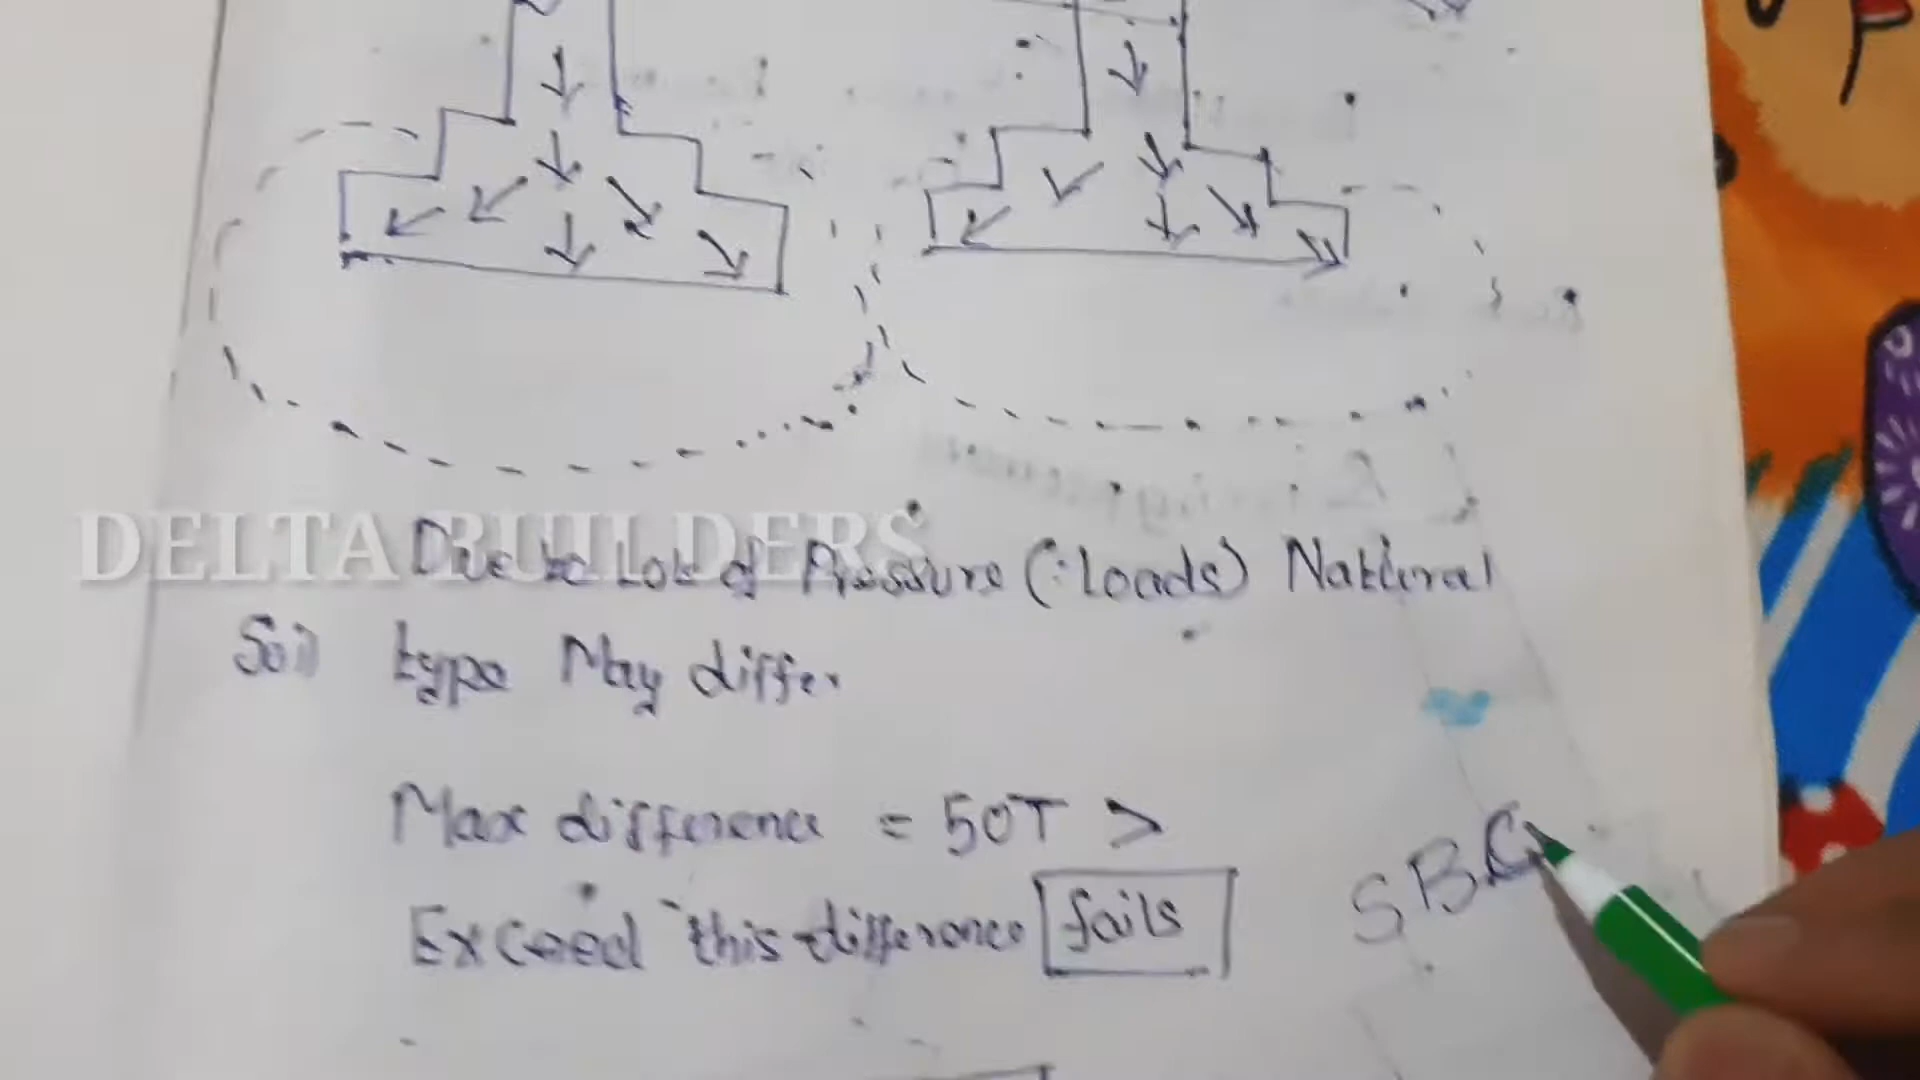 DELTA BUILDERS
Due to Lot of Pressure (∵ loads) Natural
Soil type May differ
Max difference = 50T >
Exceed this difference fails
SBC